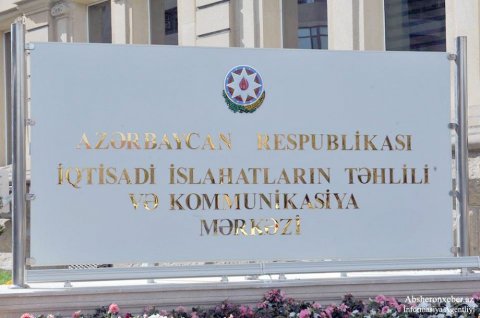 AZƏRBAYCAN RESPUBLİKASI
İQTİSADİ İSLAHATLARIN TƏHLİLİ
VƏ KOMMUNİKASİYA
MƏRKƏZİ
Absheronxeber.az
İnformasiya Agentliyi